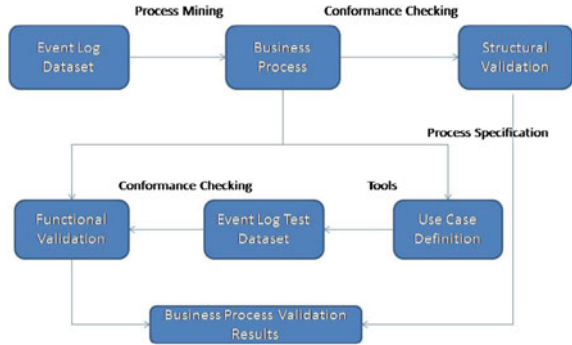 Process Mining
Conformance Checking
Event Log
Dataset
Business
Process
Structural
Validation
Process Specification
Conformance Checking
Tools
Functional
Validation
Event Log Test
Dataset
Use Case
Definition
Business Process Validation
Results